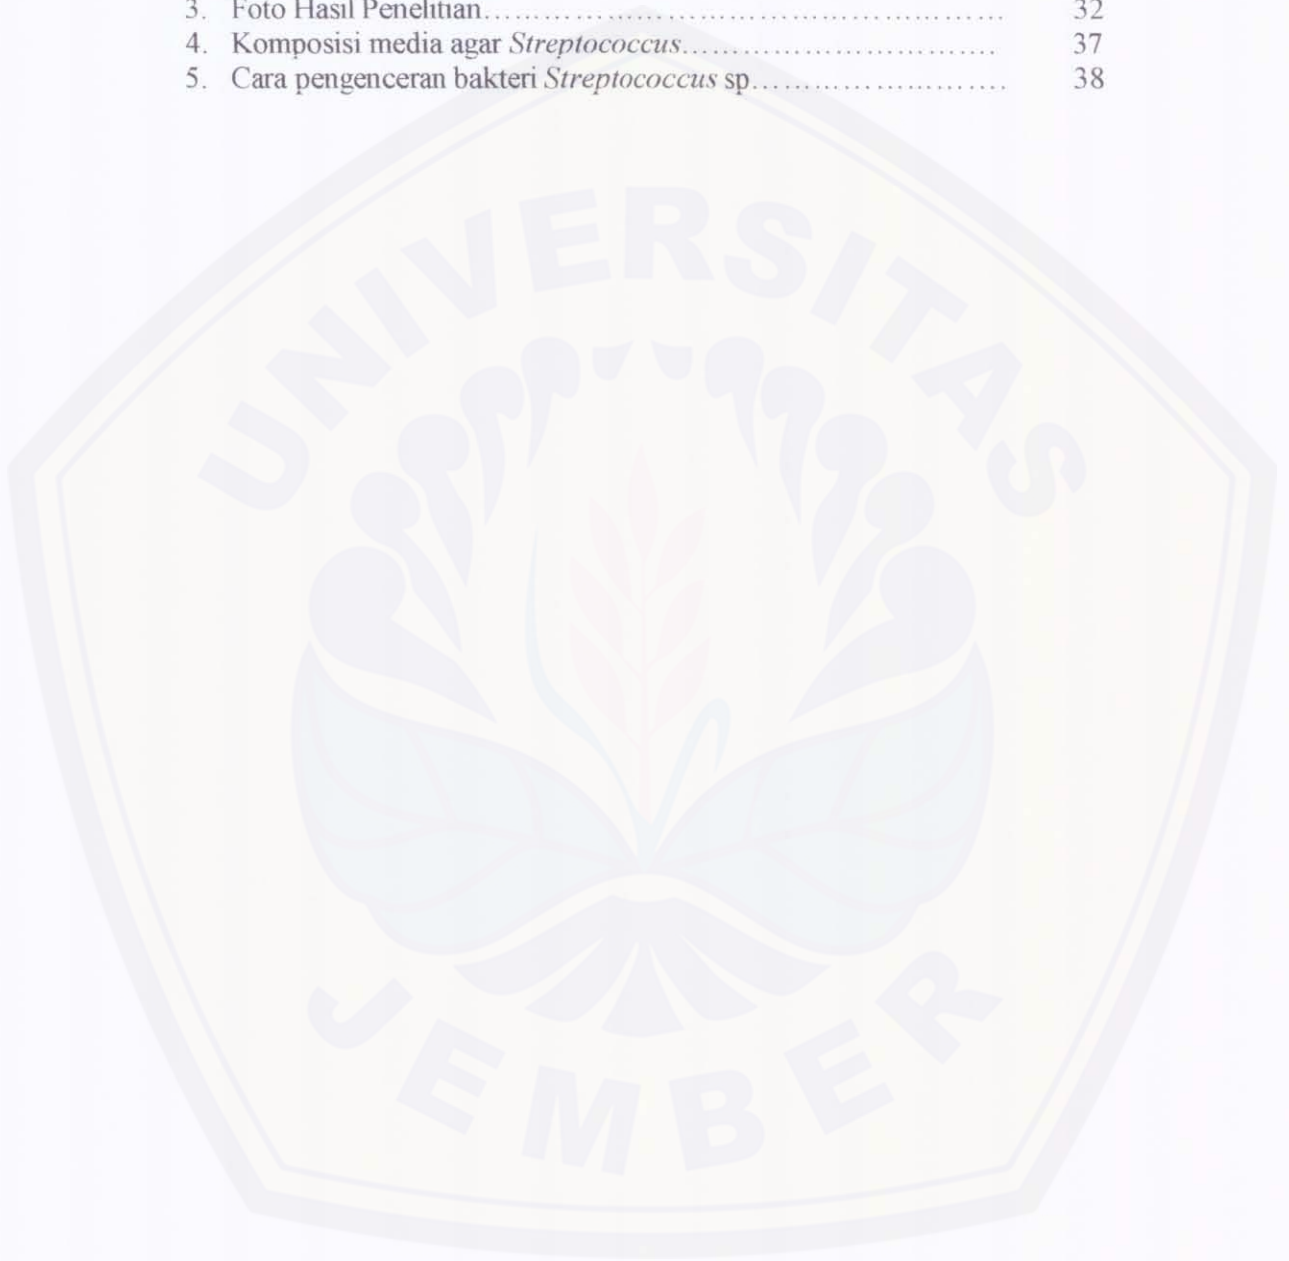 3. Foto Hasil Penelitian........................................................ 32
4. Komposisi media agar Streptococcus.................................. 37
5. Cara pengenceran bakteri Streptococcus sp........................... 38
UNIVERSITAS
JEMBER